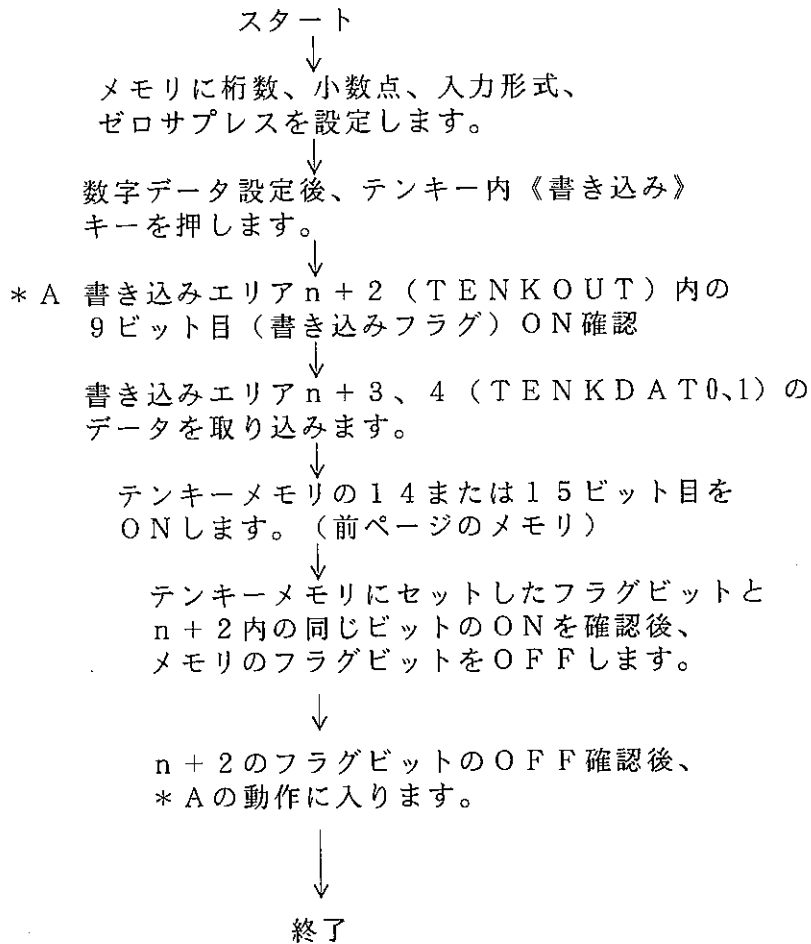 スタート
メモリに桁数、小数点、入力形式、
ゼロサプレスを設定します。
数字データ設定後、テンキー内《書き込み》
キーを押します。
*A 書き込みエリアn+2(TENKOUT)内の
9ビット目(書き込みフラグ)ON確認
書き込みエリアn+3、4(TENKDAT0、1)の
データを取り込みます。
テンキーメモリの14または15ビット目を
ONします。(前ページのメモリ)
テンキーメモリにセットしたフラグビットと
n+2内の同じビットのONを確認後、
メモリのフラグビットをOFFします。
n+2のフラグビットのOFF確認後、
*Aの動作に入ります。
終了